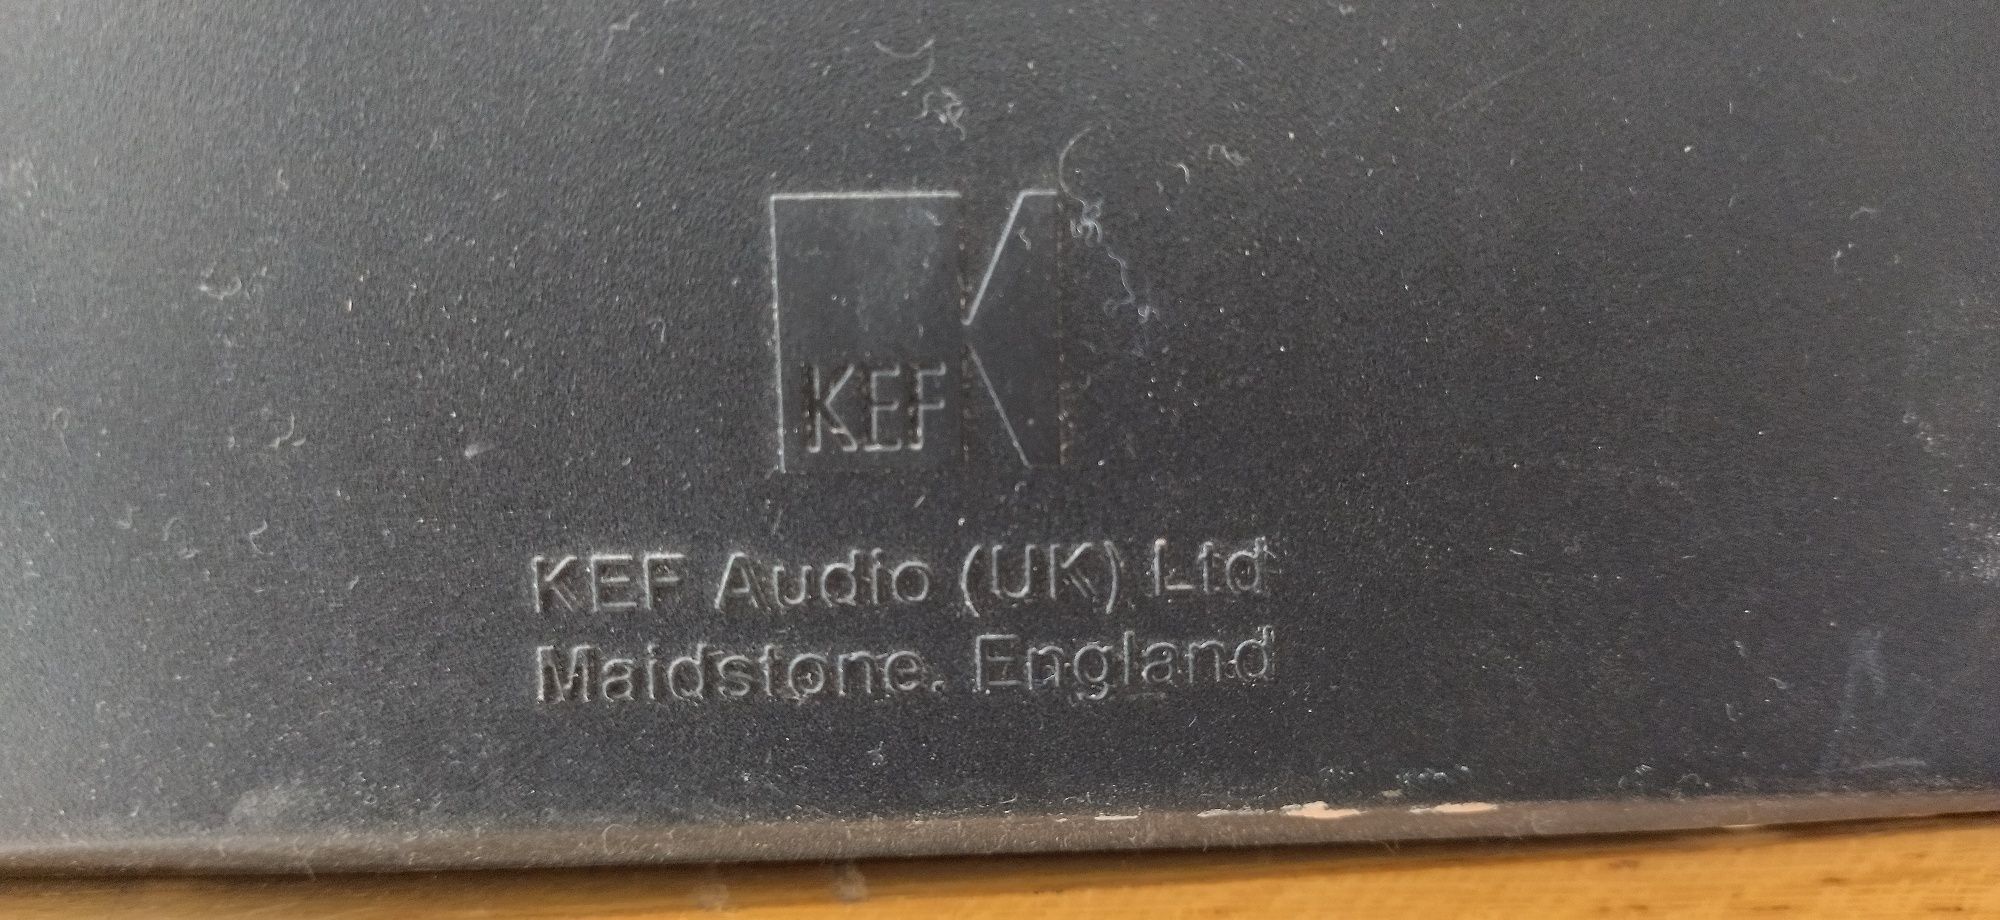 KEF
KEF Audio (UK) Ltd
Maidstone. England